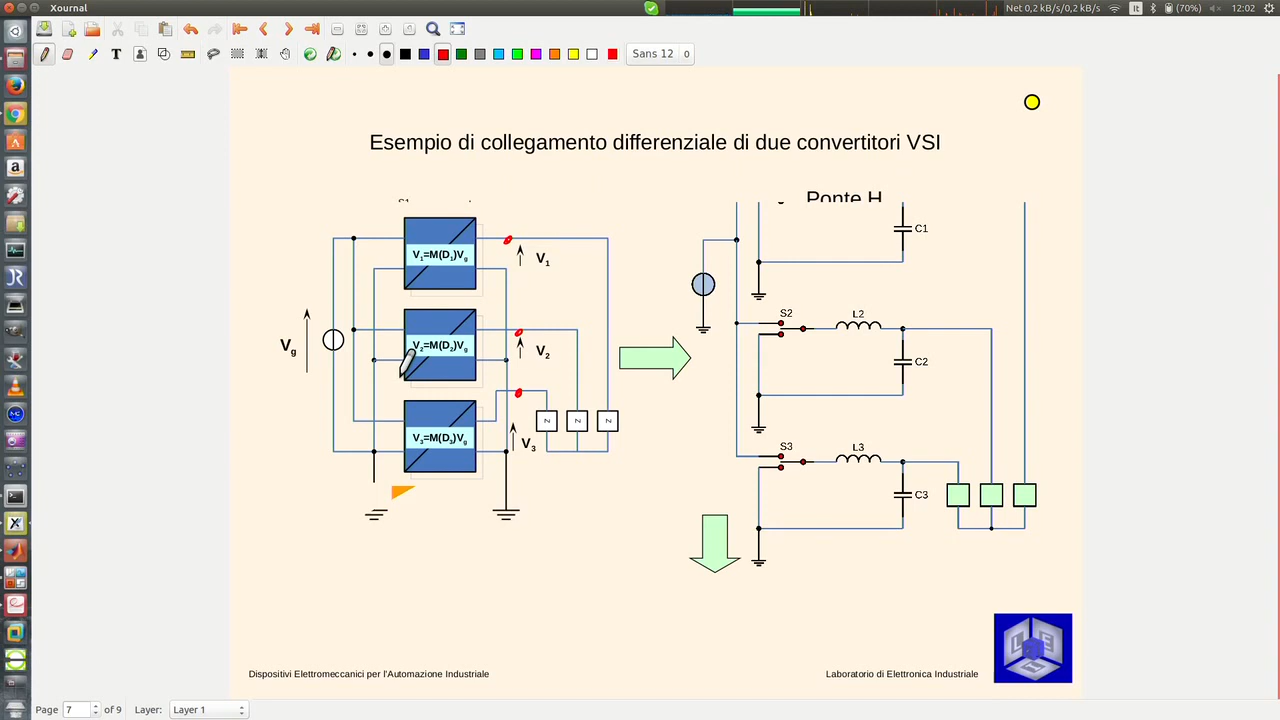 Xournal
Net 0,2 kB/s/0,2 kB/s
It
(70%)
12:02
T
Sans 12
0
Esempio di collegamento differenziale di due convertitori VSI
Ponte H
V1=M(D1)Vg
V1
C1
Vg
V2=M(D2)Vg
V2
S2
L2
C2
V3=M(D3)Vg
V3
Z
Z
Z
S3
L3
C3
Dispositivi Elettromeccanici per l'Automazione Industriale
Laboratorio di Elettronica Industriale
Page
7
of 9
Layer:
Layer 1